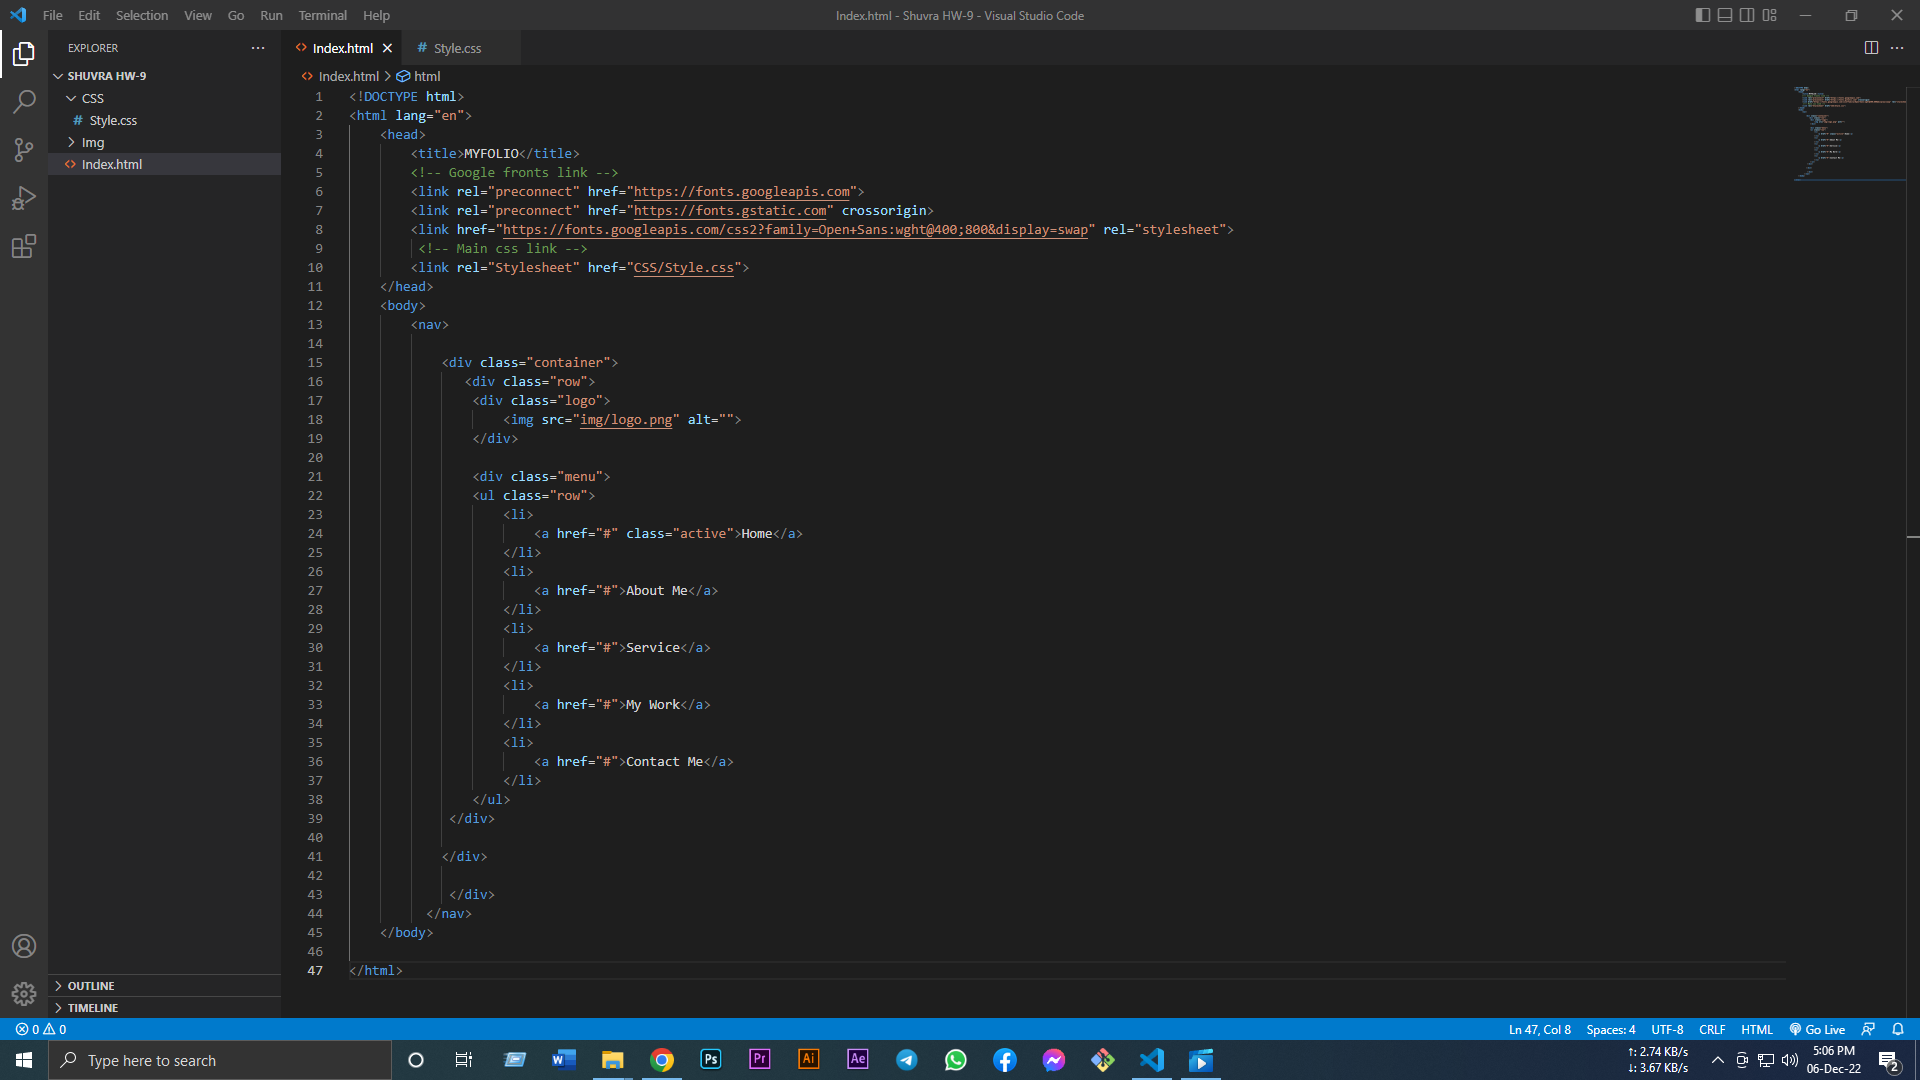 File Edit Selection View Go Run Terminal Help
Index.html - Shuvra HW-9 - Visual Studio Code
EXPLORER
SHUVRA HW-9
CSS
# Style.css
Img
Index.html
OUTLINE
TIMELINE
Index.html
# Style.css
Index.html > html
1 <!DOCTYPE html>
2 <html lang="en">
3 <head>
4 <title>MYFOLIO</title>
5 <!-- Google fronts link -->
6 <link rel="preconnect" href="https://fonts.googleapis.com">
7 <link rel="preconnect" href="https://fonts.gstatic.com" crossorigin>
8 <link href="https://fonts.googleapis.com/css2?family=Open+Sans:wght@400;800&display=swap" rel="stylesheet">
9 <!-- Main css link -->
10 <link rel="Stylesheet" href="CSS/Style.css">
11 </head>
12 <body>
13 <nav>
14
15 <div class="container">
16 <div class="row">
17 <div class="logo">
18 <img src="img/logo.png" alt="">
19 </div>
20
21 <div class="menu">
22 <ul class="row">
23 <li>
24 <a href="#" class="active">Home</a>
25 </li>
26 <li>
27 <a href="#">About Me</a>
28 </li>
29 <li>
30 <a href="#">Service</a>
31 </li>
32 <li>
33 <a href="#">My Work</a>
34 </li>
35 <li>
36 <a href="#">Contact Me</a>
37 </li>
38 </ul>
39 </div>
40
41 </div>
42
43 </div>
44 </nav>
45 </body>
46
47 </html>
0 0
Ln 47, Col 8 Spaces: 4 UTF-8 CRLF HTML Go Live
Type here to search
W Ps Pr Ai Ae
↑: 2.74 KB/s
↓: 3.67 KB/s
5:06 PM
06-Dec-22
2